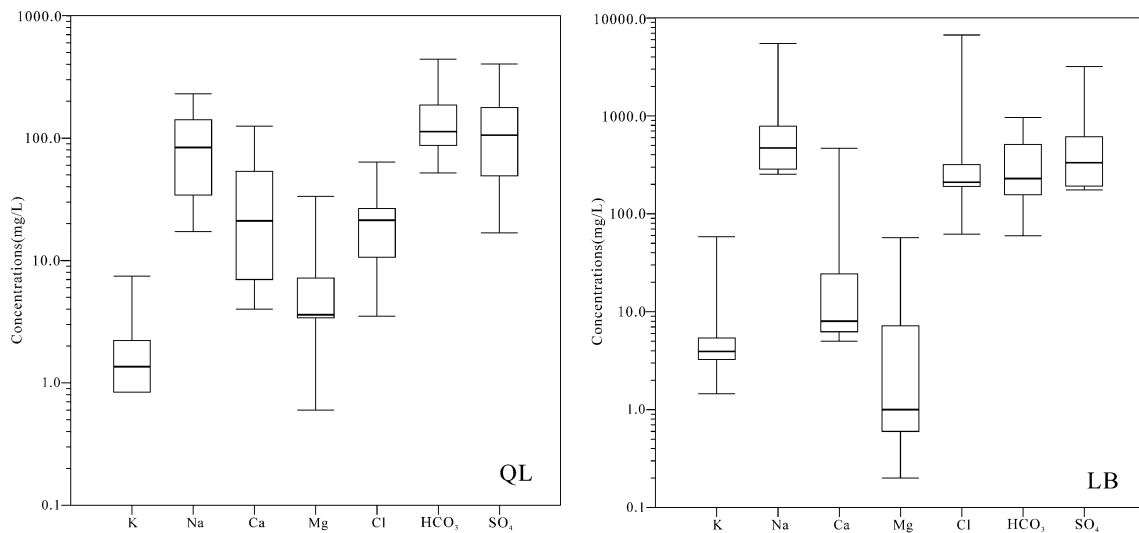 Concentrations(mg/L)
1000.0
100.0
10.0
1.0
0.1
K Na Ca Mg Cl HCO₃ SO₄
QL
Concentrations(mg/L)
10000.0
1000.0
100.0
10.0
1.0
0.1
K Na Ca Mg Cl HCO₃ SO₄
LB